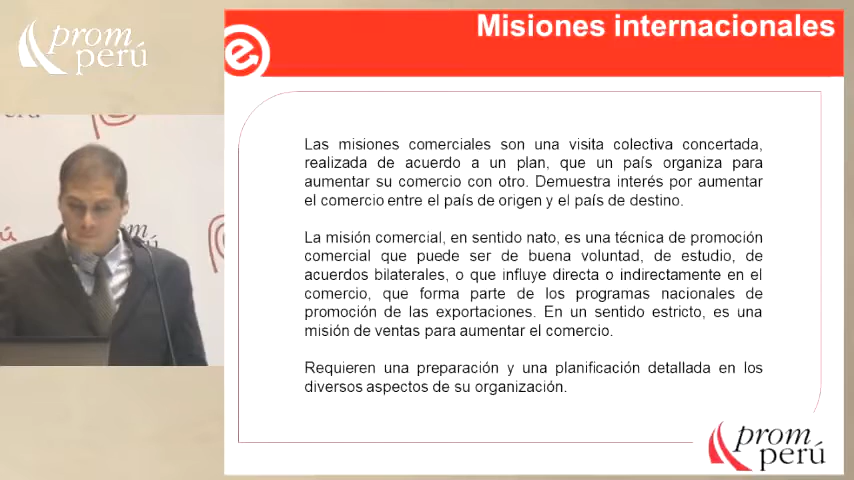 prom
perú
Misiones internacionales
e
Las misiones comerciales son una visita colectiva concertada,
realizada de acuerdo a un plan, que un país organiza para
aumentar su comercio con otro. Demuestra interés por aumentar
el comercio entre el país de origen y el país de destino.
La misión comercial, en sentido nato, es una técnica de promoción
comercial que puede ser de buena voluntad, de estudio, de
acuerdos bilaterales, o que influye directa o indirectamente en el
comercio, que forma parte de los programas nacionales de
promoción de las exportaciones. En un sentido estricto, es una
misión de ventas para aumentar el comercio.
Requieren una preparación y una planificación detallada en los
diversos aspectos de su organización.
prom
perú
prom
perú